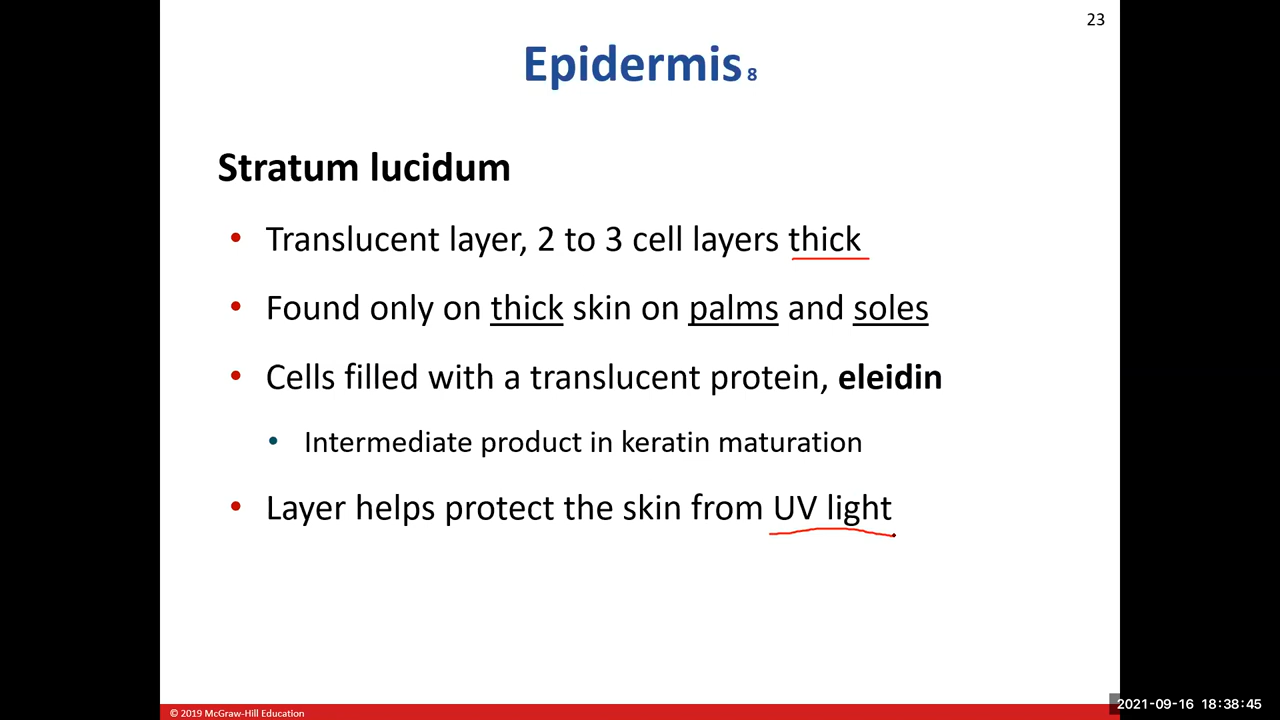 23
Epidermis 8
Stratum lucidum
• Translucent layer, 2 to 3 cell layers thick
• Found only on thick skin on palms and soles
• Cells filled with a translucent protein, eleidin
• Intermediate product in keratin maturation
• Layer helps protect the skin from UV light
© 2019 McGraw-Hill Education
2021-09-16 18:38:45